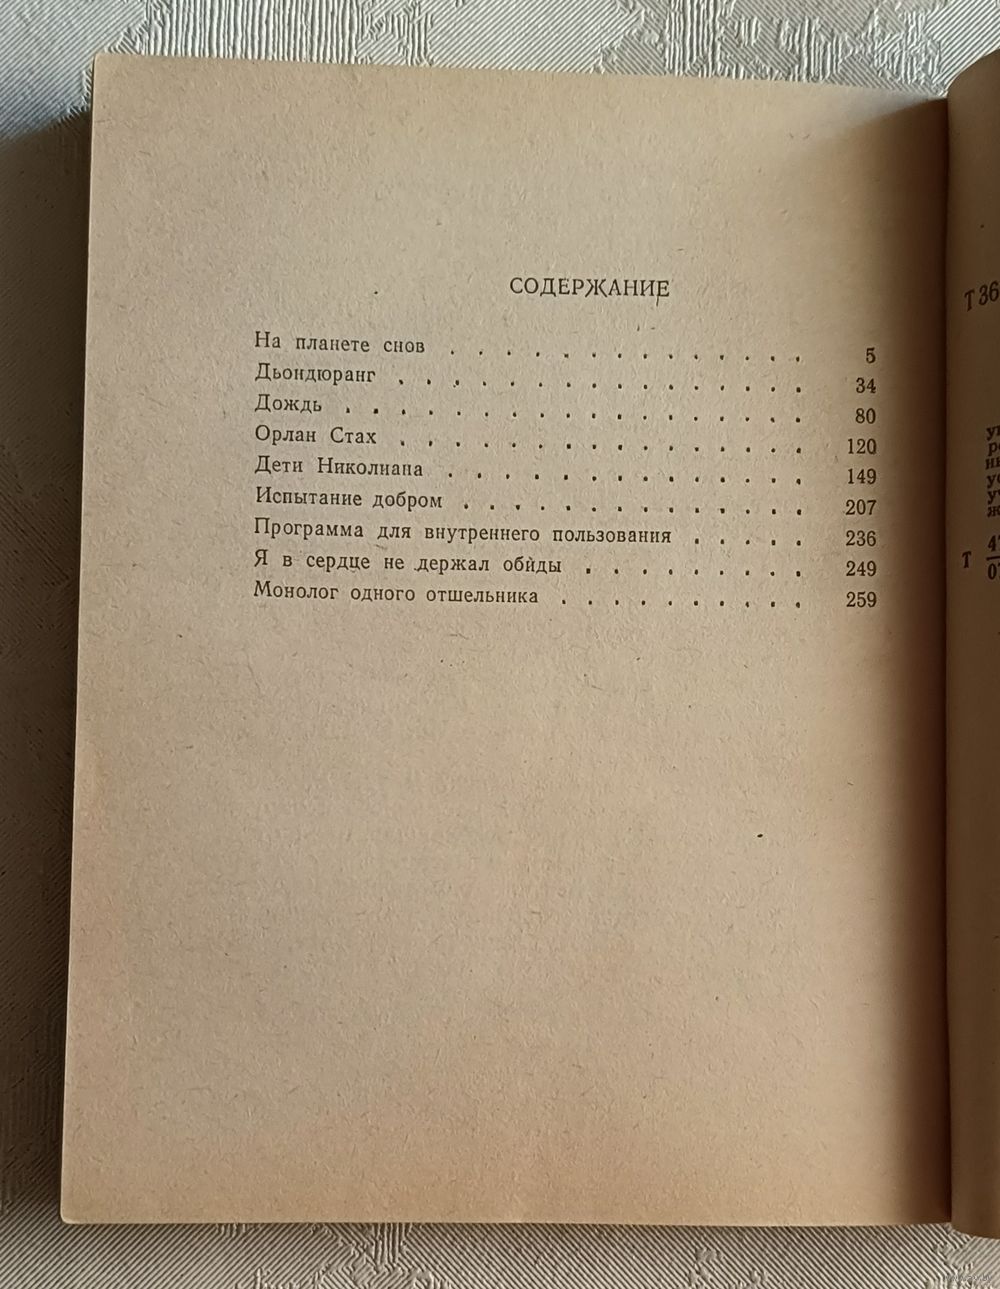 СОДЕРЖАНИЕ
На планете снов . . . . . . . . . . . . . . 5
Дьондюранг . . . . . . . . . . . . . . . . 34
Дождь . . . . . . . . . . . . . . . . . . 80
Орлан Стах . . . . . . . . . . . . . . . . 120
Дети Николиана . . . . . . . . . . . . . . 149
Испытание добром . . . . . . . . . . . . . 207
Программа для внутреннего пользования . . . . . 236
Я в сердце не держал обиды . . . . . . . . . 249
Монолог одного отшельника . . . . . . . . . . 259
Т 36
Т